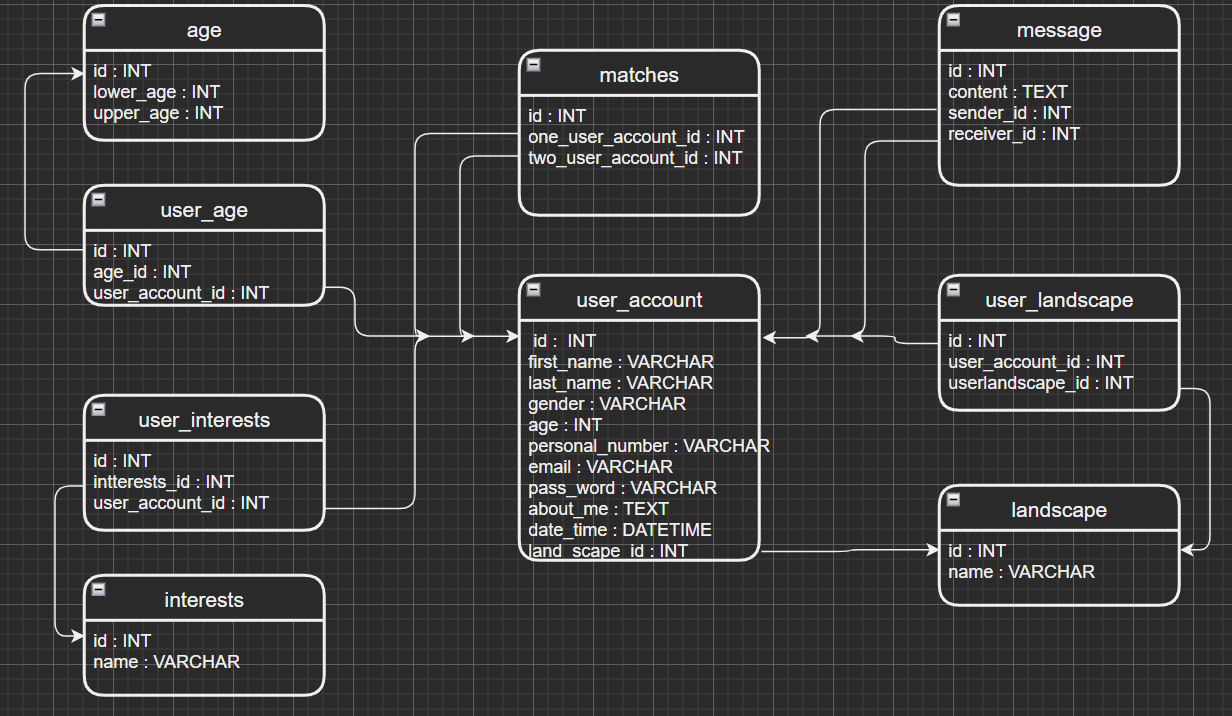 age
id : INT
lower_age : INT
upper_age : INT
user_age
id : INT
age_id : INT
user_account_id : INT
user_interests
id : INT
intterests_id : INT
user_account_id : INT
interests
id : INT
name : VARCHAR
matches
id : INT
one_user_account_id : INT
two_user_account_id : INT
user_account
id : INT
first_name : VARCHAR
last_name : VARCHAR
gender : VARCHAR
age : INT
personal_number : VARCHAR
email : VARCHAR
pass_word : VARCHAR
about_me : TEXT
date_time : DATETIME
land_scape_id : INT
message
id : INT
content : TEXT
sender_id : INT
receiver_id : INT
user_landscape
id : INT
user_account_id : INT
userlandscape_id : INT
landscape
id : INT
name : VARCHAR